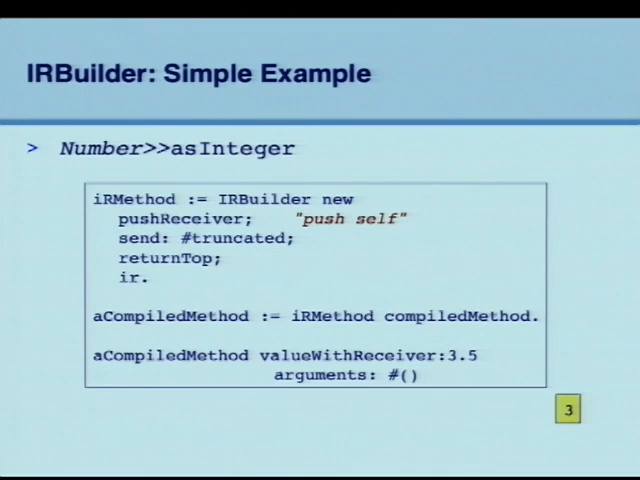 IRBuilder: Simple Example
> Number>>asInteger
iRMethod := IRBuilder new
pushReceiver; "push self"
send: #truncated;
returnTop;
ir.
aCompiledMethod := iRMethod compiledMethod.
aCompiledMethod valueWithReceiver:3.5
arguments: #()
3